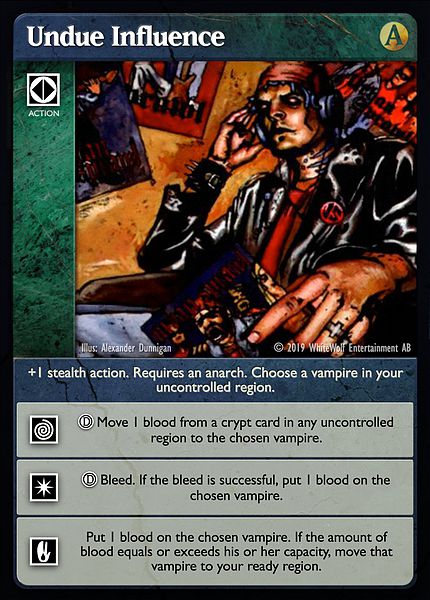 Undue Influence
A
ACTION
Illus: Alexander Dunnigan
© 2019 WhiteWolf Entertainment AB
+1 stealth action. Requires an anarch. Choose a vampire in your
uncontrolled region.
Ⓓ Move 1 blood from a crypt card in any uncontrolled
region to the chosen vampire.
Ⓓ Bleed. If the bleed is successful, put 1 blood on the
chosen vampire.
Put 1 blood on the chosen vampire. If the amount of
blood equals or exceeds his or her capacity, move that
vampire to your ready region.